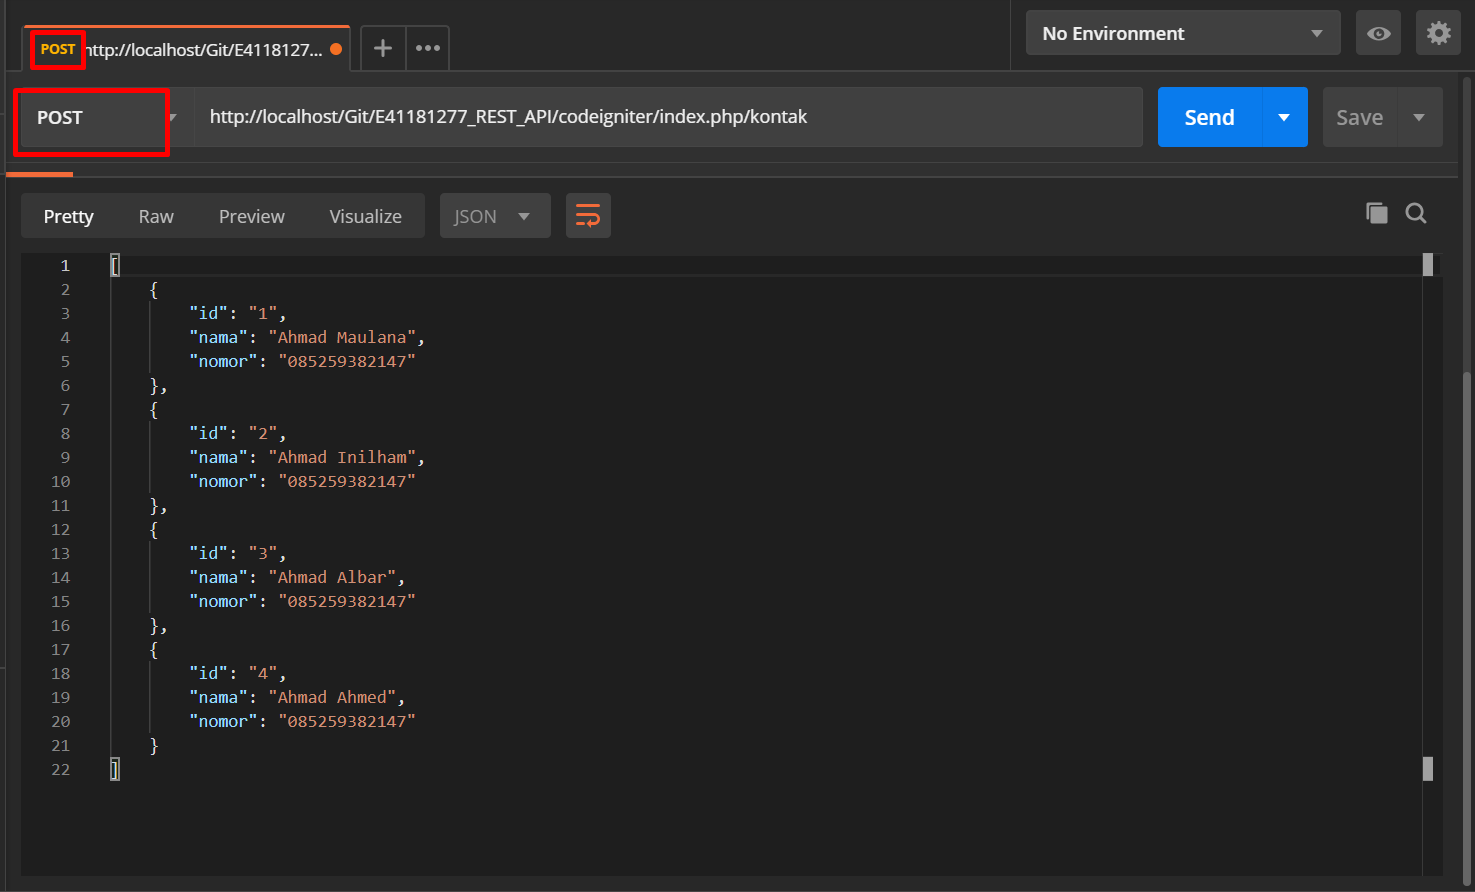 POST http://localhost/Git/E4118127...
No Environment
POST http://localhost/Git/E41181277_REST_API/codeigniter/index.php/kontak Send Save
Pretty Raw Preview Visualize JSON
1 [
2 {
3 "id": "1",
4 "nama": "Ahmad Maulana",
5 "nomor": "085259382147"
6 },
7 {
8 "id": "2",
9 "nama": "Ahmad Inilham",
10 "nomor": "085259382147"
11 },
12 {
13 "id": "3",
14 "nama": "Ahmad Albar",
15 "nomor": "085259382147"
16 },
17 {
18 "id": "4",
19 "nama": "Ahmad Ahmed",
20 "nomor": "085259382147"
21 }
22 ]